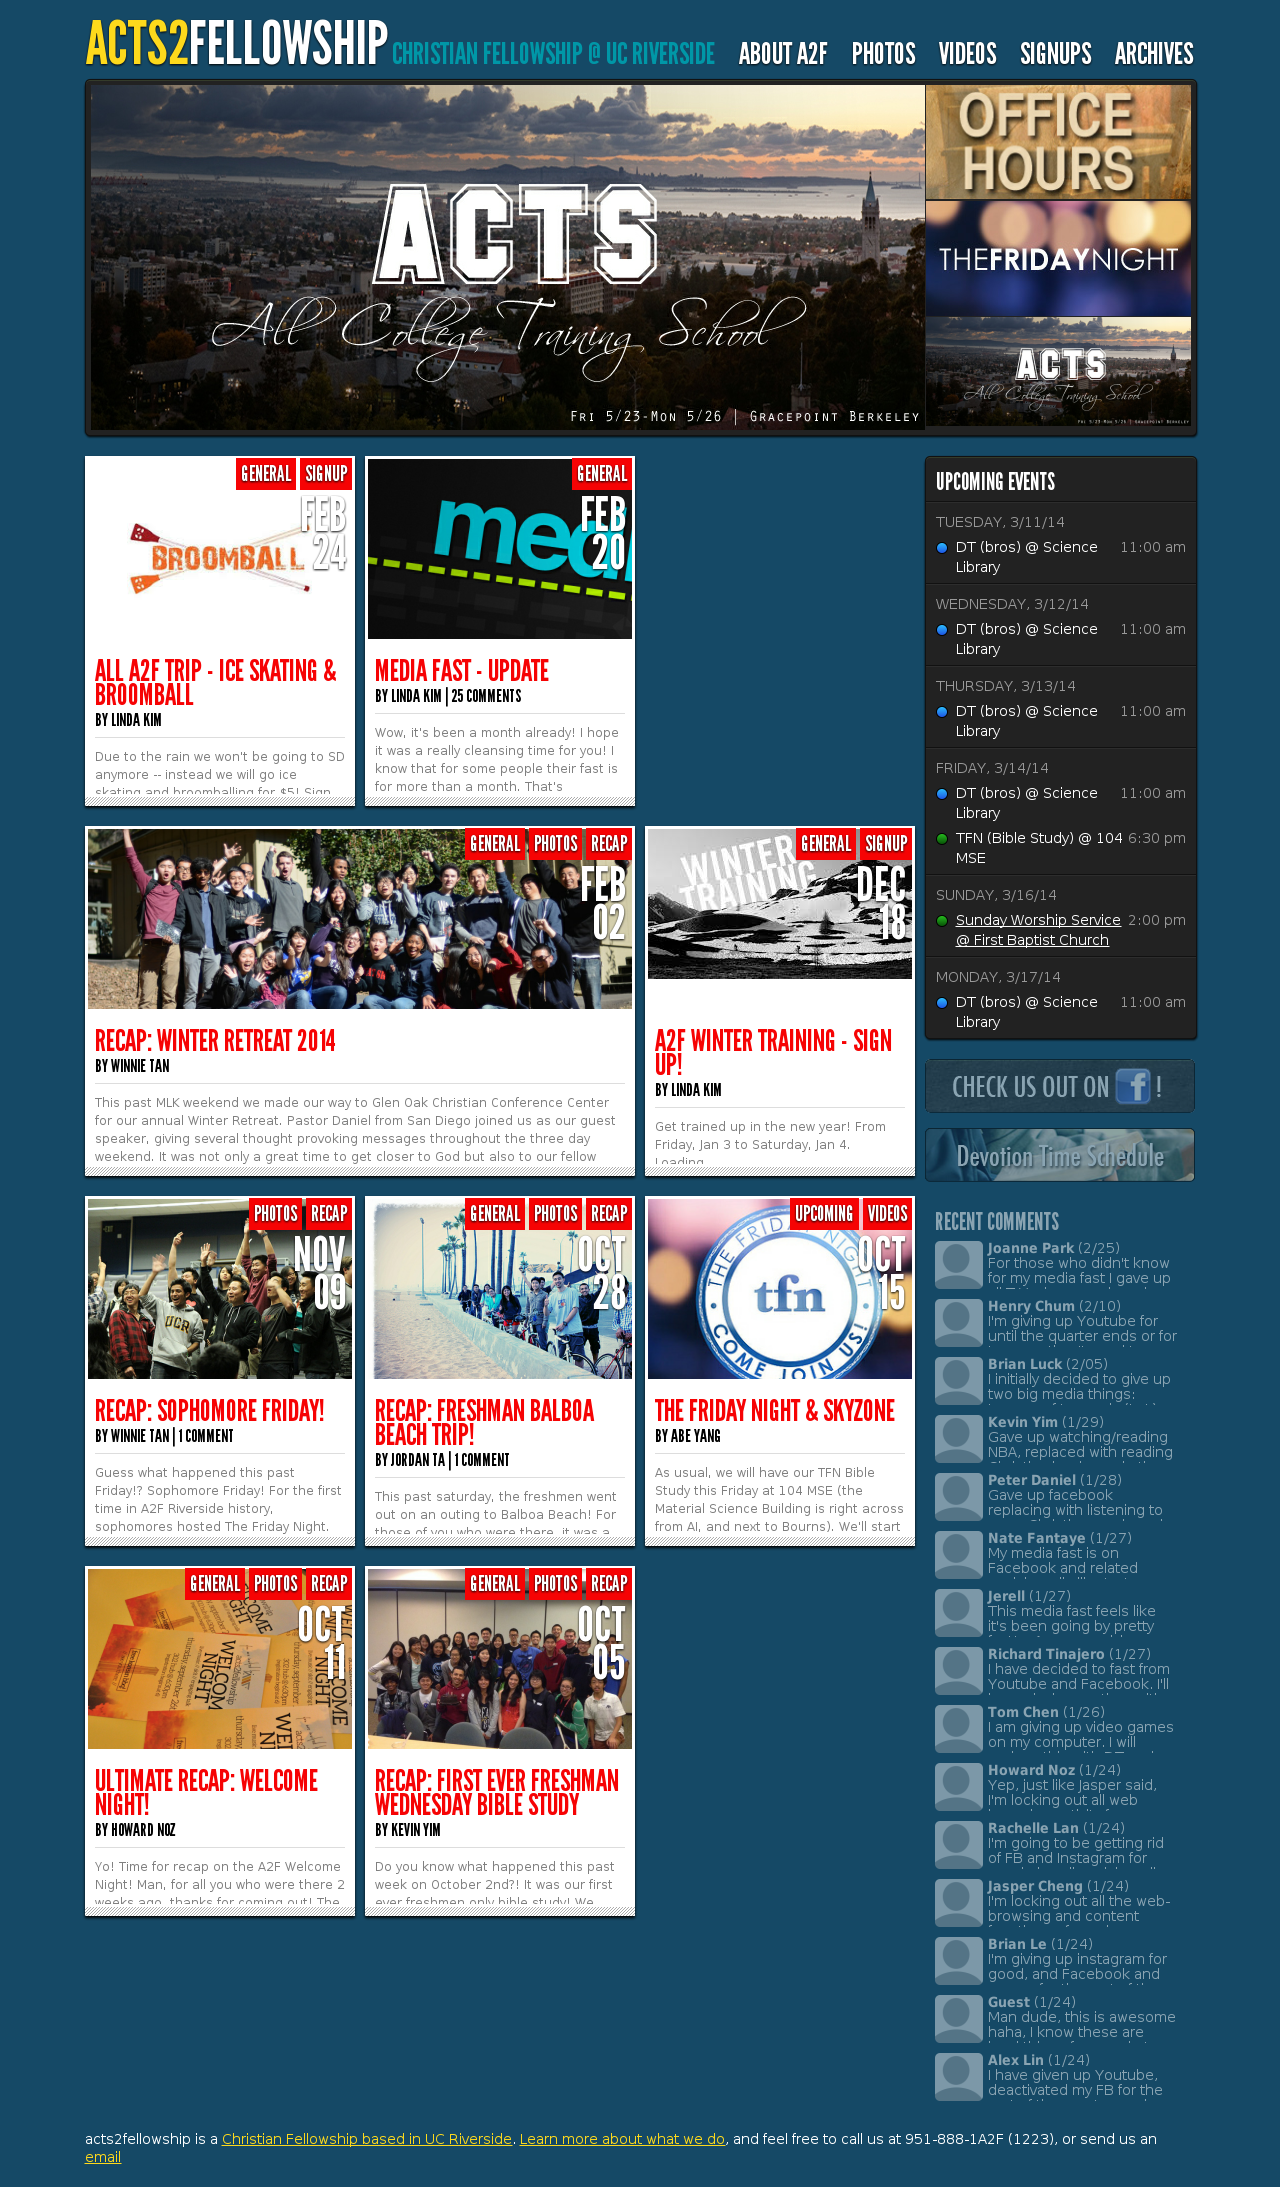 ACTS2FELLOWSHIP CHRISTIAN FELLOWSHIP @ UC RIVERSIDE ABOUT A2F PHOTOS VIDEOS SIGNUPS ARCHIVES
ACTS
All College Training School
Fri 5/23-Mon 5/26 | Gracepoint Berkeley
OFFICE
HOURS
THEFRIDAYNIGHT
ACTS
All College Training School
Fri 5/23-Mon 5/26 | Gracepoint Berkeley
GENERAL SIGNUP
FEB
24
BROOMBALL
ALL A2F TRIP - ICE SKATING &
BROOMBALL
BY LINDA KIM
Due to the rain we won't be going to SD
anymore -- instead we will go ice
skating and broomballing for $5! Sign
GENERAL
FEB
20
MEDIA FAST - UPDATE
BY LINDA KIM | 25 COMMENTS
Wow, it's been a month already! I hope
it was a really cleansing time for you! I
know that for some people their fast is
for more than a month. That's
GENERAL PHOTOS RECAP
FEB
02
RECAP: WINTER RETREAT 2014
BY WINNIE TAN
This past MLK weekend we made our way to Glen Oak Christian Conference Center
for our annual Winter Retreat. Pastor Daniel from San Diego joined us as our guest
speaker, giving several thought provoking messages throughout the three day
weekend. It was not only a great time to get closer to God but also to our fellow
GENERAL SIGNUP
WINTER
TRAINING
DEC
18
A2F WINTER TRAINING - SIGN
UP!
BY LINDA KIM
Get trained up in the new year! From
Friday, Jan 3 to Saturday, Jan 4.
Loading
PHOTOS RECAP
NOV
09
UCR
RECAP: SOPHOMORE FRIDAY!
BY WINNIE TAN | 1 COMMENT
Guess what happened this past
Friday!? Sophomore Friday! For the first
time in A2F Riverside history,
sophomores hosted The Friday Night.
GENERAL PHOTOS RECAP
OCT
28
RECAP: FRESHMAN BALBOA
BEACH TRIP!
BY JORDAN TA | 1 COMMENT
This past saturday, the freshmen went
out on an outing to Balboa Beach! For
those of you who were there, it was a
UPCOMING VIDEOS
OCT
15
THE FRIDAY NIGHT
tfn
COME JOIN US!
THE FRIDAY NIGHT & SKYZONE
BY ABE YANG
As usual, we will have our TFN Bible
Study this Friday at 104 MSE (the
Material Science Building is right across
from AI, and next to Bourns). We'll start
GENERAL PHOTOS RECAP
OCT
11
WELCOME
NIGHT
ULTIMATE RECAP: WELCOME
NIGHT!
BY HOWARD NOZ
Yo! Time for recap on the A2F Welcome
Night! Man, for all you who were there 2
weeks ago, thanks for coming out! The
GENERAL PHOTOS RECAP
OCT
05
RECAP: FIRST EVER FRESHMAN
WEDNESDAY BIBLE STUDY
BY KEVIN YIM
Do you know what happened this past
week on October 2nd?! It was our first
ever freshmen only bible study! We
UPCOMING EVENTS
TUESDAY, 3/11/14
DT (bros) @ Science 11:00 am
Library
WEDNESDAY, 3/12/14
DT (bros) @ Science 11:00 am
Library
THURSDAY, 3/13/14
DT (bros) @ Science 11:00 am
Library
FRIDAY, 3/14/14
DT (bros) @ Science 11:00 am
Library
TFN (Bible Study) @ 104 6:30 pm
MSE
SUNDAY, 3/16/14
Sunday Worship Service 2:00 pm
@ First Baptist Church
MONDAY, 3/17/14
DT (bros) @ Science 11:00 am
Library
CHECK US OUT ON f !
Devotion Time Schedule
RECENT COMMENTS
Joanne Park (2/25)
For those who didn't know
for my media fast I gave up
Henry Chum (2/10)
I'm giving up Youtube for
until the quarter ends or for
Brian Luck (2/05)
I initially decided to give up
two big media things:
Kevin Yim (1/29)
Gave up watching/reading
NBA, replaced with reading
Peter Daniel (1/28)
Gave up facebook
replacing with listening to
Nate Fantaye (1/27)
My media fast is on
Facebook and related
Jerell (1/27)
This media fast feels like
it's been going by pretty
Richard Tinajero (1/27)
I have decided to fast from
Youtube and Facebook. I'll
Tom Chen (1/26)
I am giving up video games
on my computer. I will
Howard Noz (1/24)
Yep, just like Jasper said,
I'm locking out all web
Rachelle Lan (1/24)
I'm going to be getting rid
of FB and Instagram for
Jasper Cheng (1/24)
I'm locking out all the web-
browsing and content
Brian Le (1/24)
I'm giving up instagram for
good, and Facebook and
Guest (1/24)
Man dude, this is awesome
haha, I know these are
Alex Lin (1/24)
I have given up Youtube,
deactivated my FB for the
acts2fellowship is a Christian Fellowship based in UC Riverside. Learn more about what we do, and feel free to call us at 951-888-1A2F (1223), or send us an
email